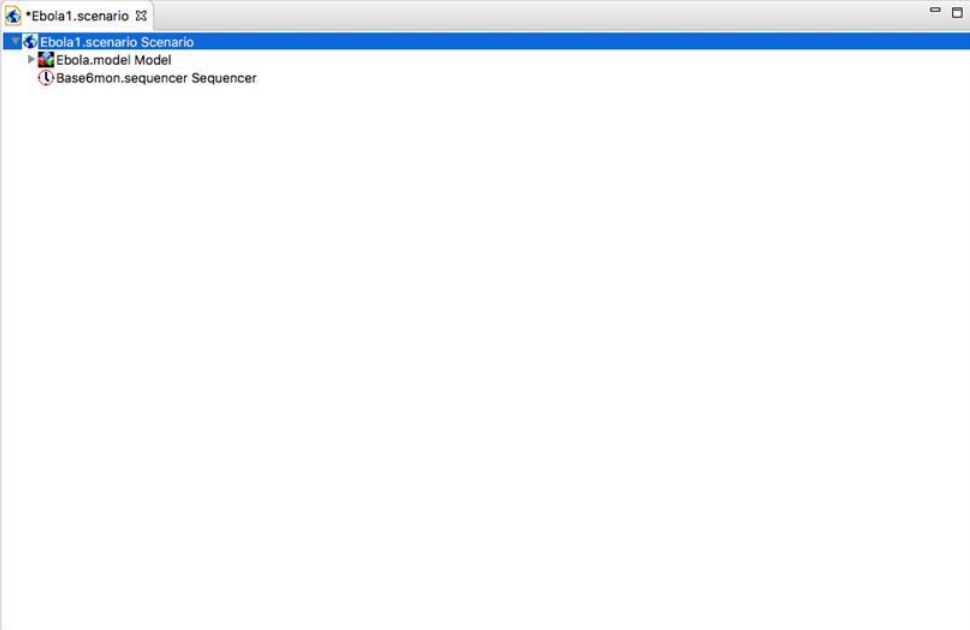 *Ebola1.scenario
Ebola1.scenario Scenario
Ebola.model Model
Base6mon.sequencer Sequencer